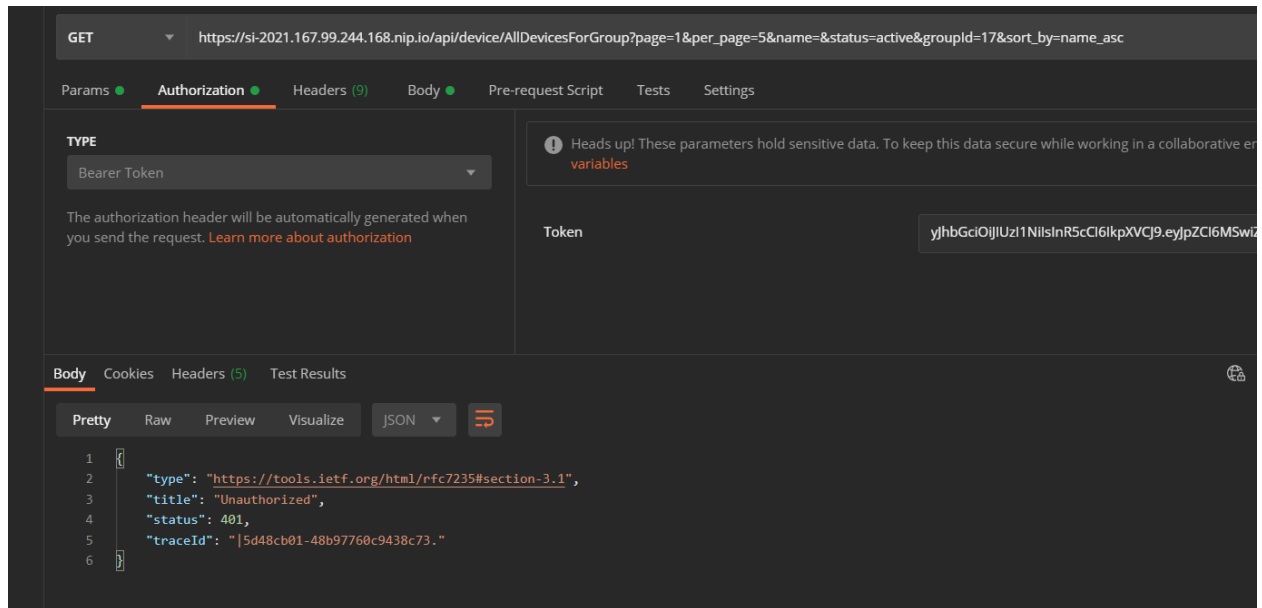 GET https://si-2021.167.99.244.168.nip.io/api/device/AllDevicesForGroup?page=1&per_page=5&name=&status=active&groupId=17&sort_by=name_asc
Params Authorization Headers (9) Body Pre-request Script Tests Settings
TYPE
Bearer Token
The authorization header will be automatically generated when
you send the request. Learn more about authorization
Heads up! These parameters hold sensitive data. To keep this data secure while working in a collaborative er
variables
Token yJhbGciOiJIUzI1NiIsInR5cCI6IkpXVCJ9.eyJpZCI6MSwiZ
Body Cookies Headers (5) Test Results
Pretty Raw Preview Visualize JSON
1 {
2 "type": "https://tools.ietf.org/html/rfc7235#section-3.1",
3 "title": "Unauthorized",
4 "status": 401,
5 "traceId": "|5d48cb01-48b97760c9438c73."
6 }